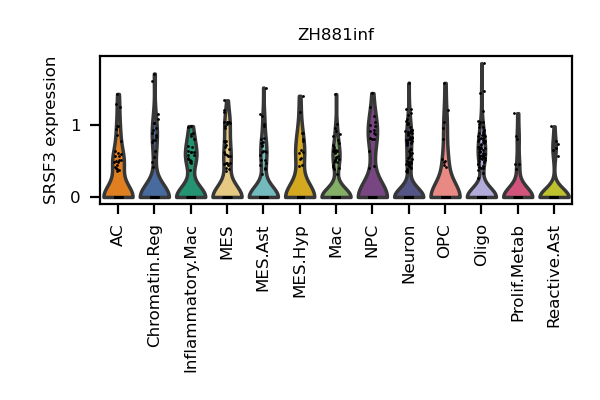 ZH881inf
SRSF3 expression
1
0
AC
Chromatin.Reg
Inflammatory.Mac
MES
MES.Ast
MES.Hyp
Mac
NPC
Neuron
OPC
Oligo
Prolif.Metab
Reactive.Ast